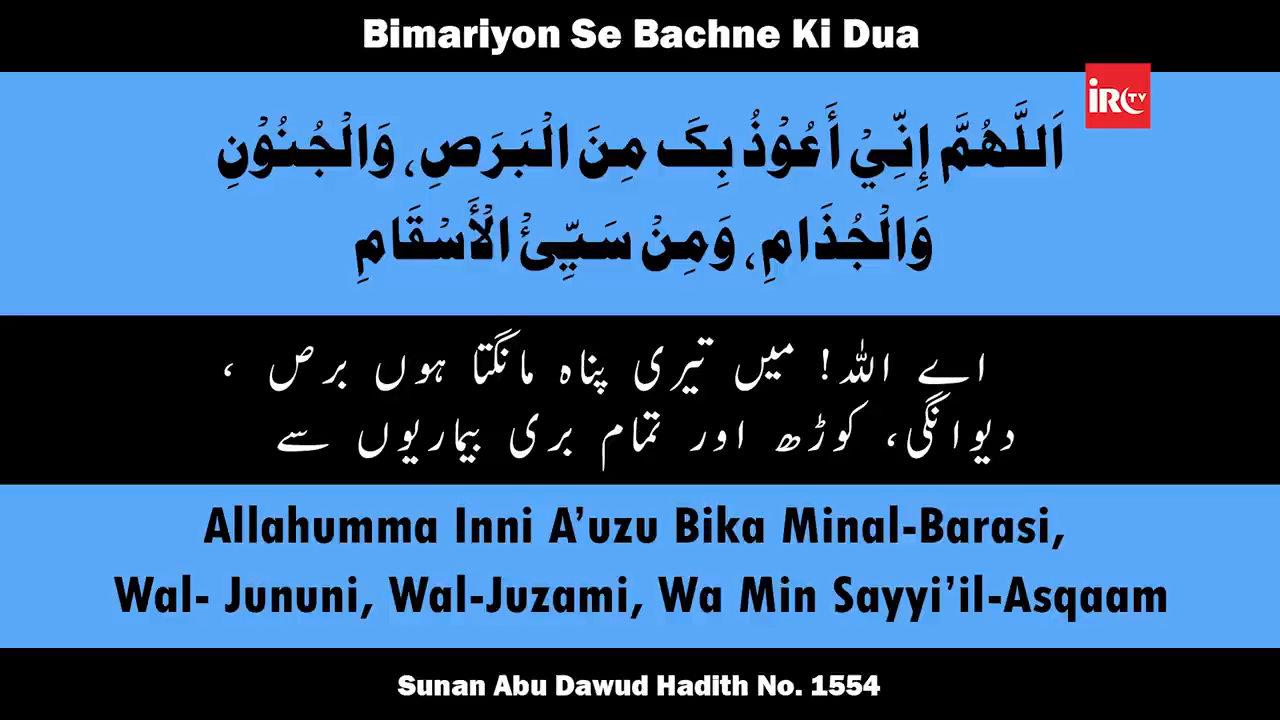 Bimariyon Se Bachne Ki Dua
iRC TV
اَللَّهُمَّ إِنِّيْ أَعُوْذُ بِکَ مِنَ الْبَرَصِ، وَالْجُنُوْنِ
وَالْجُذَامِ، وَمِنْ سَيِّئْ الْأَسْقَامِ
اے اللہ! میں تیری پناہ مانگتا ہوں برص ،
دیوانگی، کوڑھ اور تمام بری بیماریوں سے
Allahumma Inni A’uzu Bika Minal-Barasi,
Wal- Jununi, Wal-Juzami, Wa Min Sayyi’il-Asqaam
Sunan Abu Dawud Hadith No. 1554